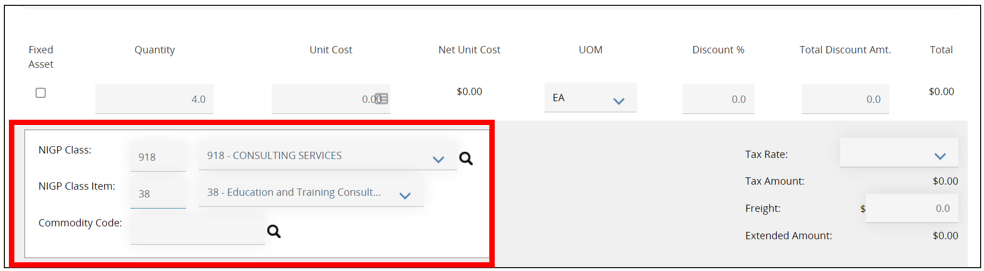 Fixed Asset Quantity Unit Cost Net Unit Cost UOM Discount % Total Discount Amt. Total
4.0 0.0 $0.00 EA 0.0 0.0 $0.00
NIGP Class: 918 918 - CONSULTING SERVICES
NIGP Class Item: 38 38 - Education and Training Consult...
Commodity Code:
Tax Rate:
Tax Amount: $0.00
Freight: $ 0.0
Extended Amount: $0.00